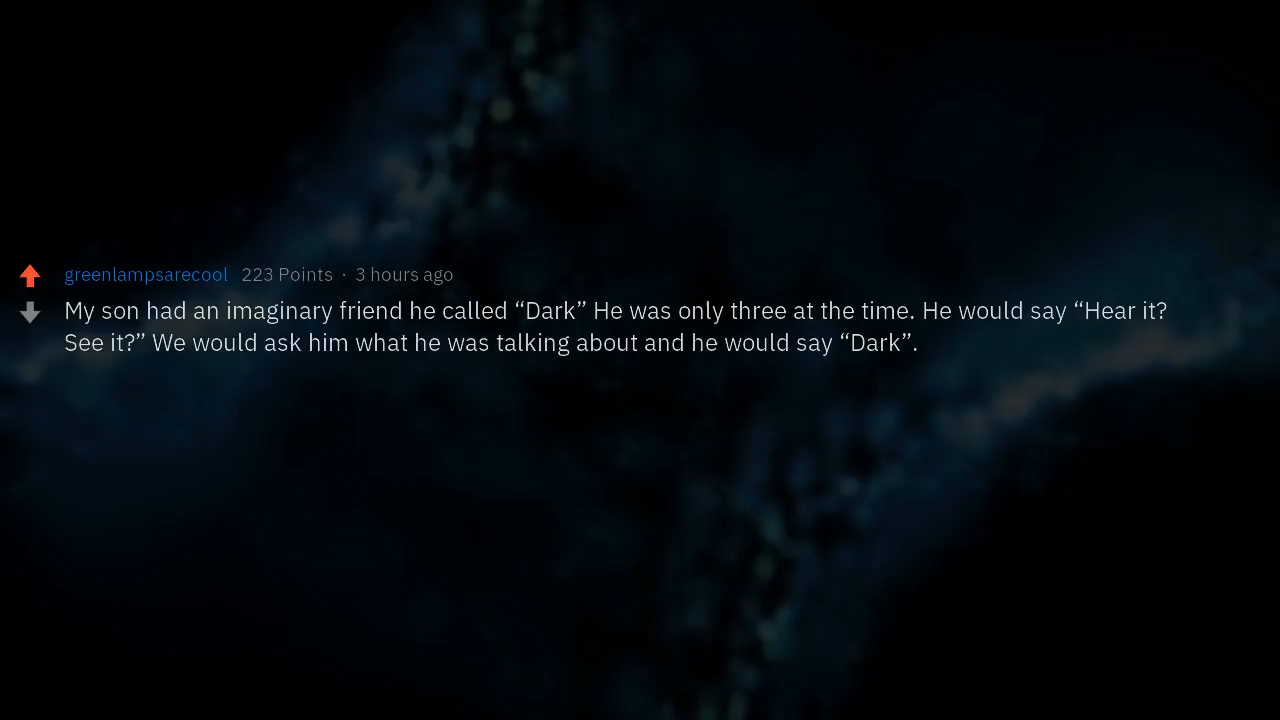 greenlampsarecool 223 Points · 3 hours ago
My son had an imaginary friend he called “Dark” He was only three at the time. He would say “Hear it?
See it?” We would ask him what he was talking about and he would say “Dark”.